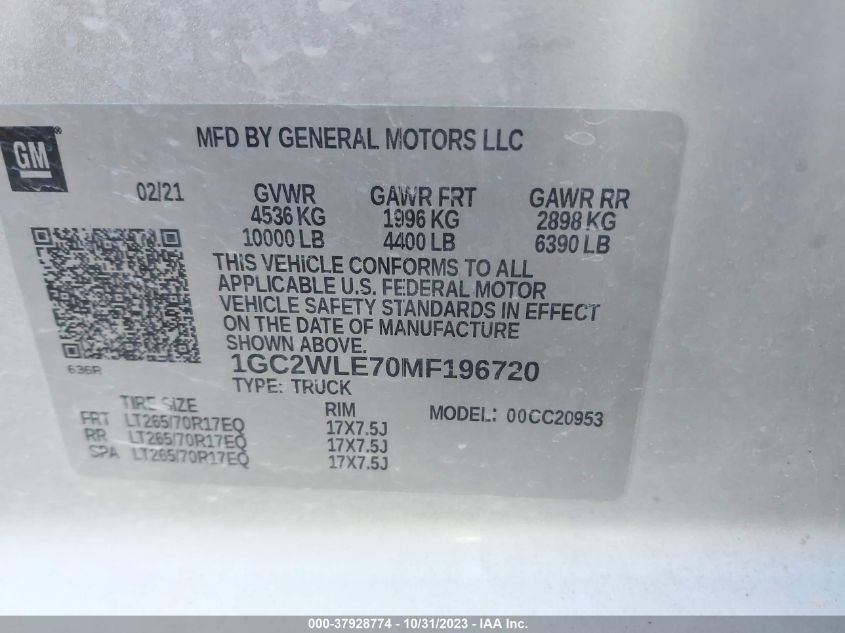 MFD BY GENERAL MOTORS LLC
GM
02/21 GVWR GAWR FRT GAWR RR
4536 KG 1996 KG 2898 KG
10000 LB 4400 LB 6390 LB
THIS VEHICLE CONFORMS TO ALL
APPLICABLE U.S. FEDERAL MOTOR
VEHICLE SAFETY STANDARDS IN EFFECT
ON THE DATE OF MANUFACTURE
SHOWN ABOVE.
636R
1GC2WLE70MF196720
TYPE: TRUCK
TIRE SIZE RIM MODEL: 00CC20953
FRT LT265/70R17EQ 17X7.5J
RR LT265/70R17EQ 17X7.5J
SPA LT265/70R17EQ 17X7.5J
000-37928774 - 10/31/2023 - IAA Inc.